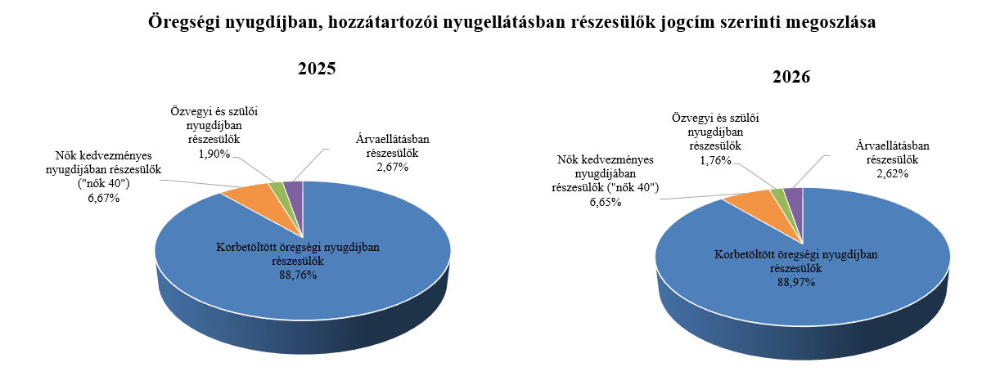 Öregségi nyugdíjban, hozzátartozói nyugellátásban részesülők jogcím szerinti megoszlása
2025
Özvegyi és szülői
nyugdíjban
részesülők
1,90%
Árvaellátásban
részesülők
2,67%
Nők kedvezményes
nyugdíjában részesülők
("nők 40")
6,67%
Korbetöltött öregségi nyugdíjban
részesülők
88,76%
2026
Özvegyi és szülői
nyugdíjban
részesülők
1,76%
Árvaellátásban
részesülők
2,62%
Nők kedvezményes
nyugdíjában
részesülők ("nők 40")
6,65%
Korbetöltött öregségi nyugdíjban
részesülők
88,97%